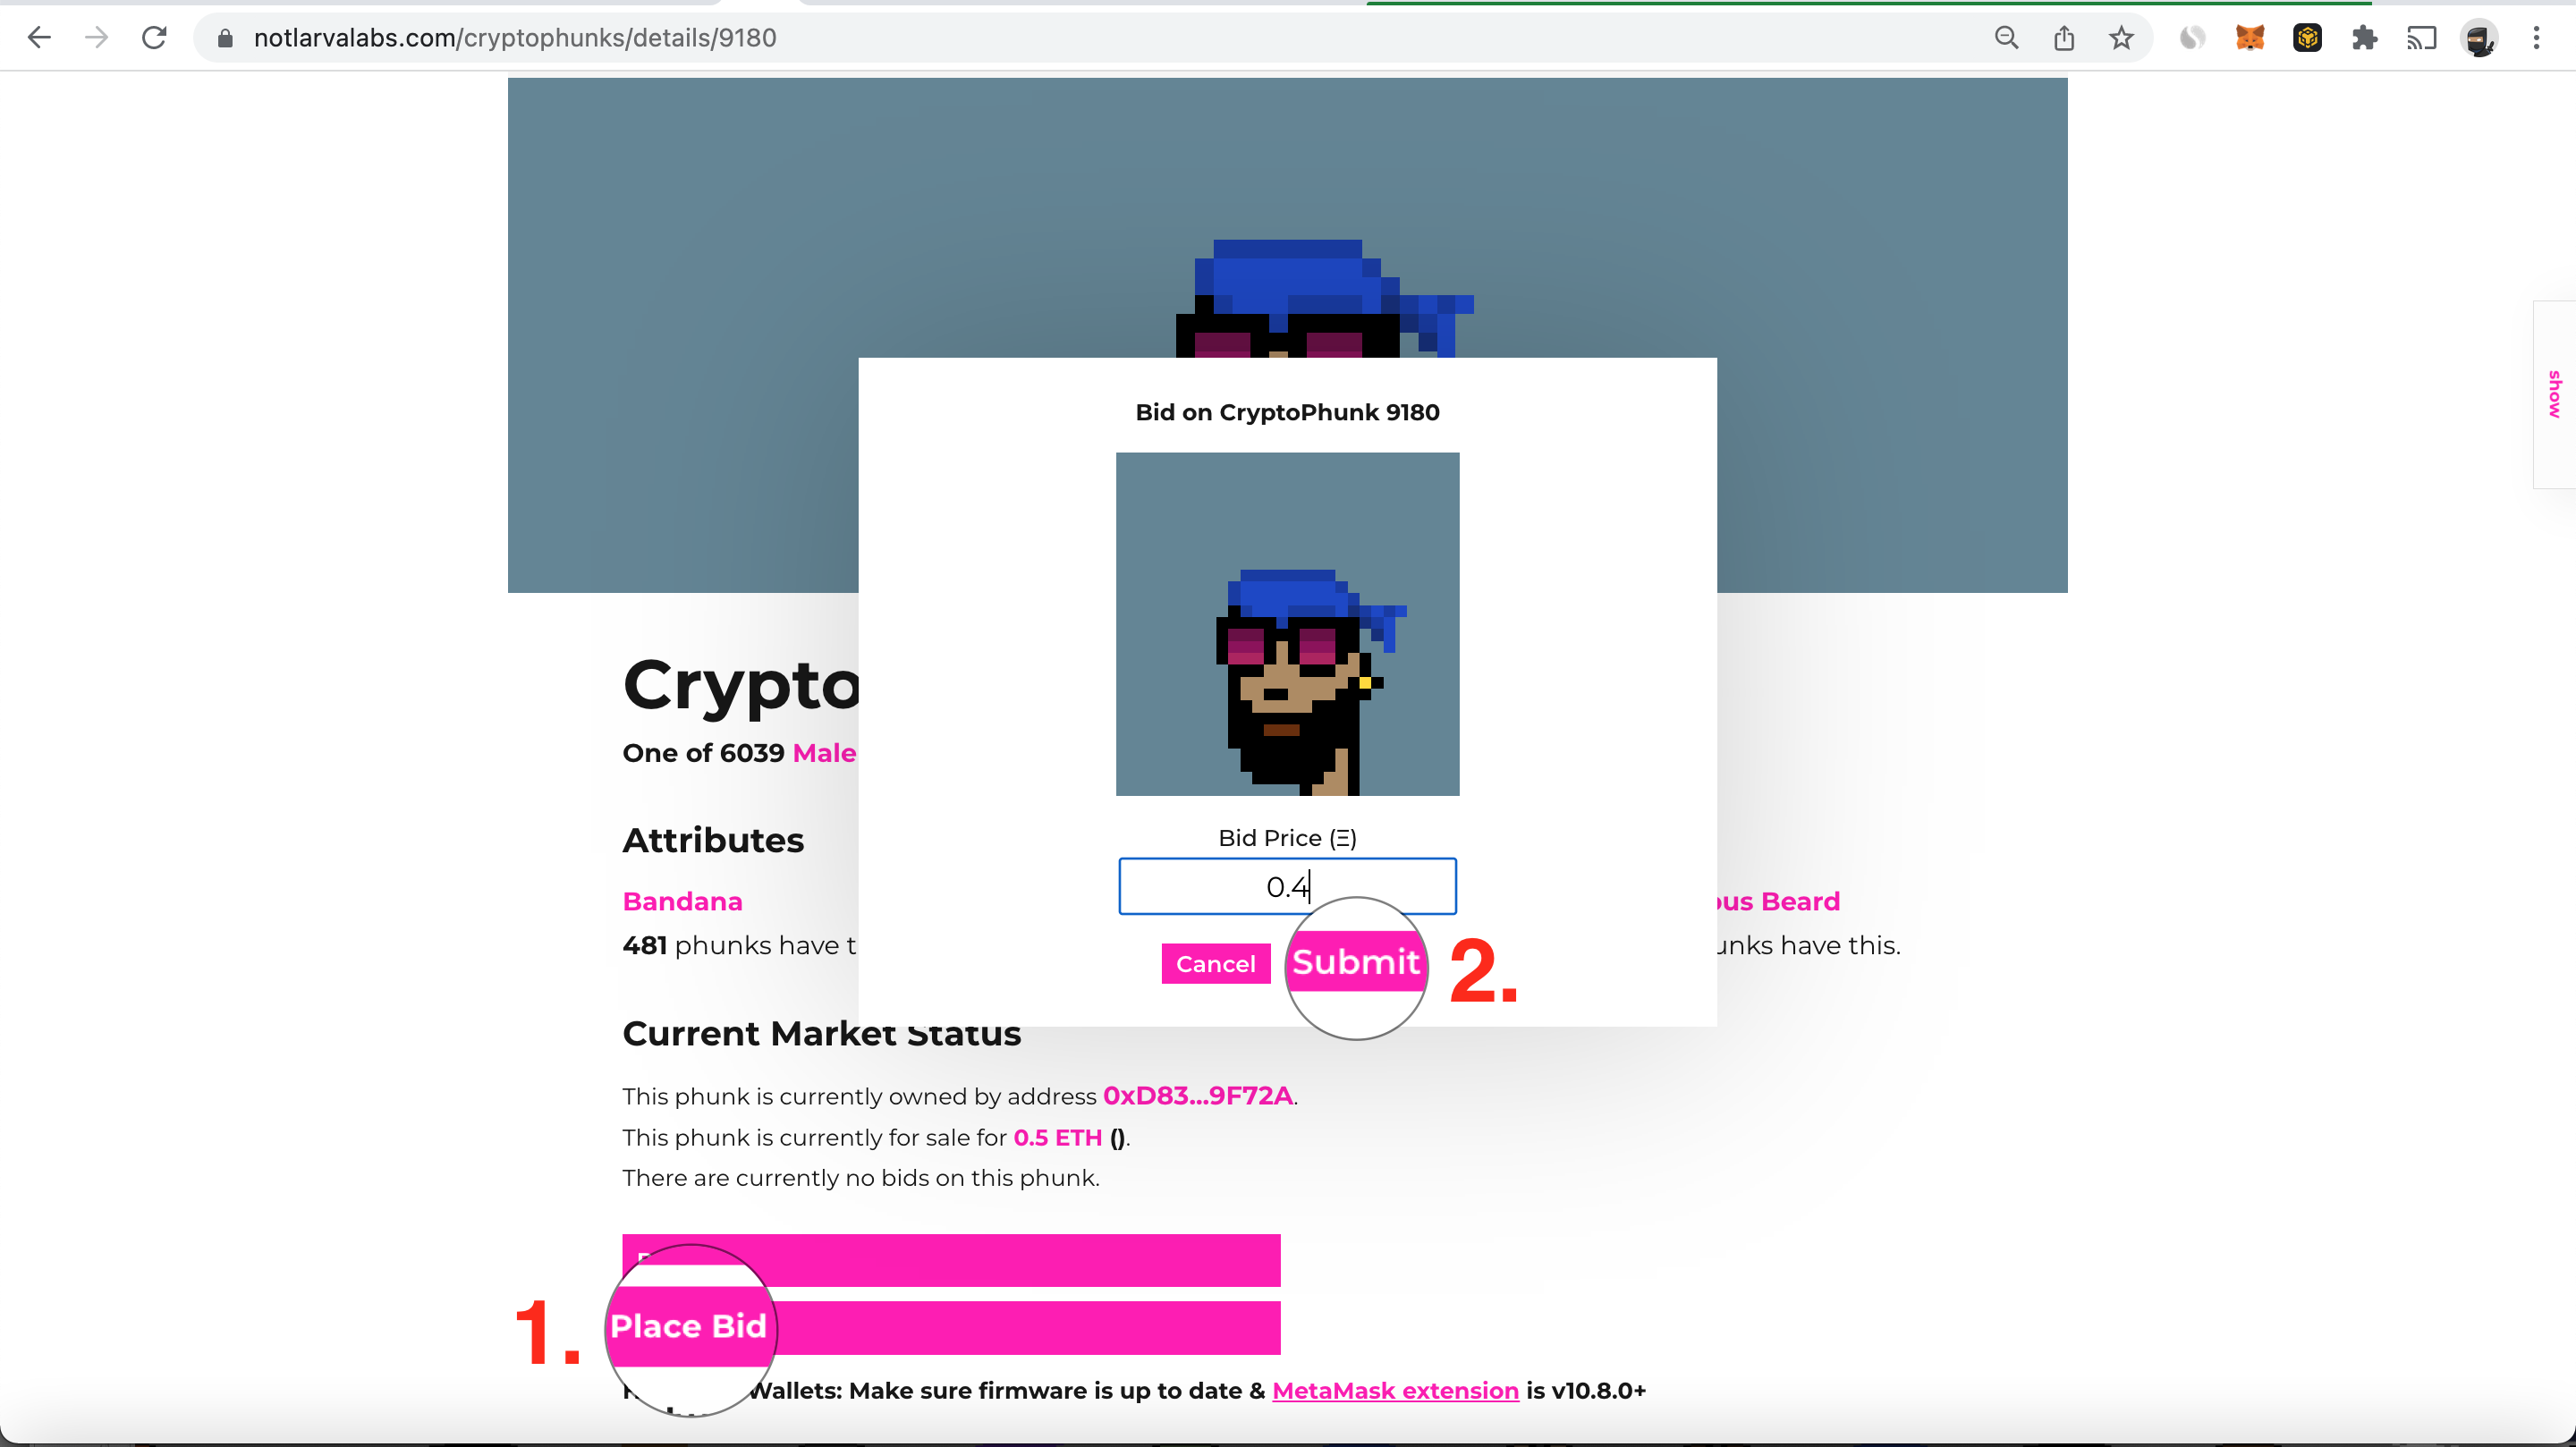 notlarvalabs.com/cryptophunks/details/9180
show
Bid on CryptoPhunk 9180
Bid Price (Ξ)
0.4
Cancel
Submit
2.
Crypto
One of 6039 Male
Attributes
Bandana
ous Beard
481 phunks have t
unks have this.
Current Market Status
This phunk is currently owned by address 0xD83...9F72A.
This phunk is currently for sale for 0.5 ETH ().
There are currently no bids on this phunk.
1.
Place Bid
Wallets: Make sure firmware is up to date & MetaMask extension is v10.8.0+